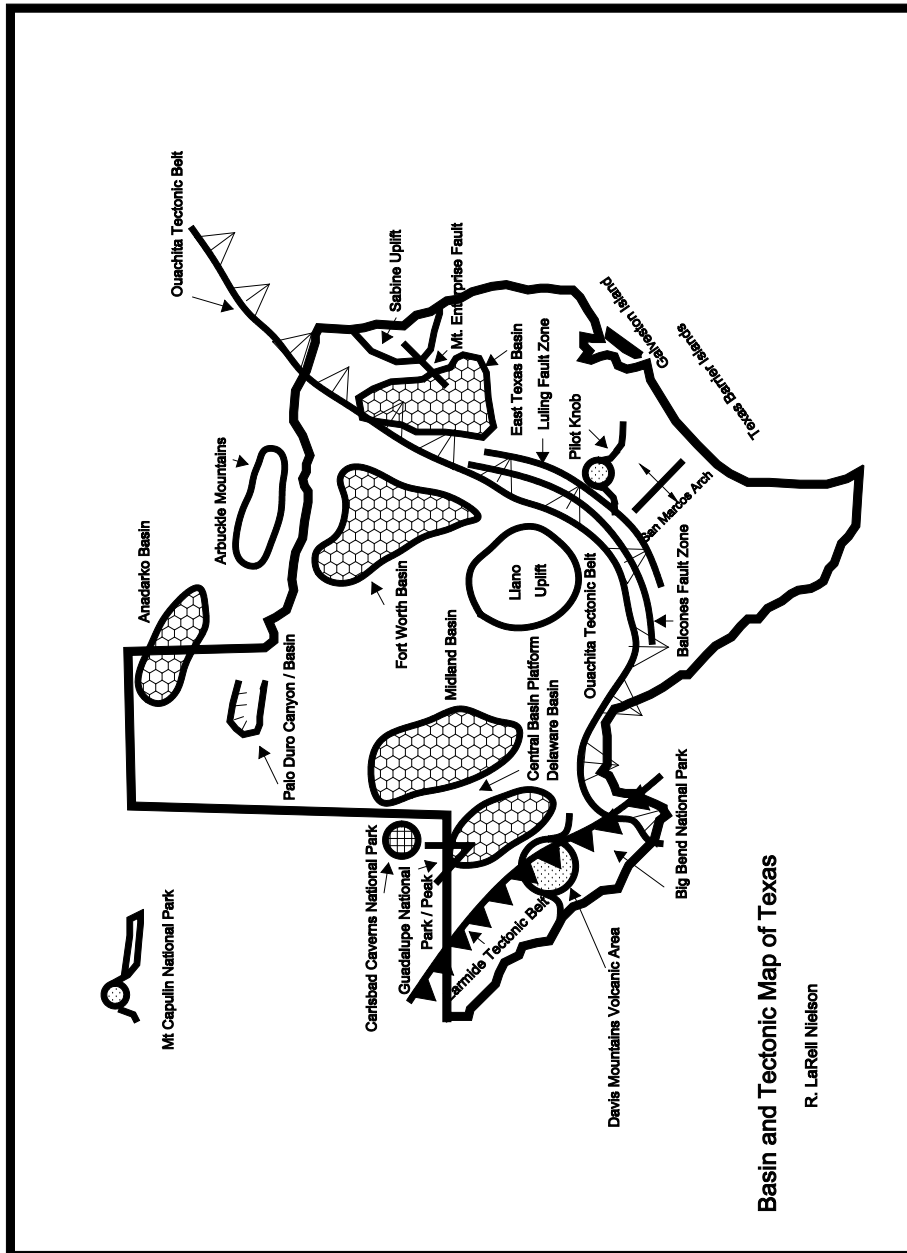 Ouachita Tectonic Belt
Sabine Uplift
Mt. Enterprise Fault
East Texas Basin
Luling Fault Zone
Pilot Knob
Galveston Island
Texas Barrier Islands
San Marcos Arch
Balcones Fault Zone
Arbuckle Mountains
Anadarko Basin
Fort Worth Basin
Llano
Uplift
Ouachita Tectonic Belt
Midland Basin
Palo Duro Canyon / Basin
Central Basin Platform
Delaware Basin
Big Bend National Park
Carlsbad Caverns National Park
Guadalupe National
Park / Peak
Larmide Tectonic Belt
Davis Mountains Volcanic Area
Mt Capulin National Park
Basin and Tectonic Map of Texas
R. LaRell Nielson